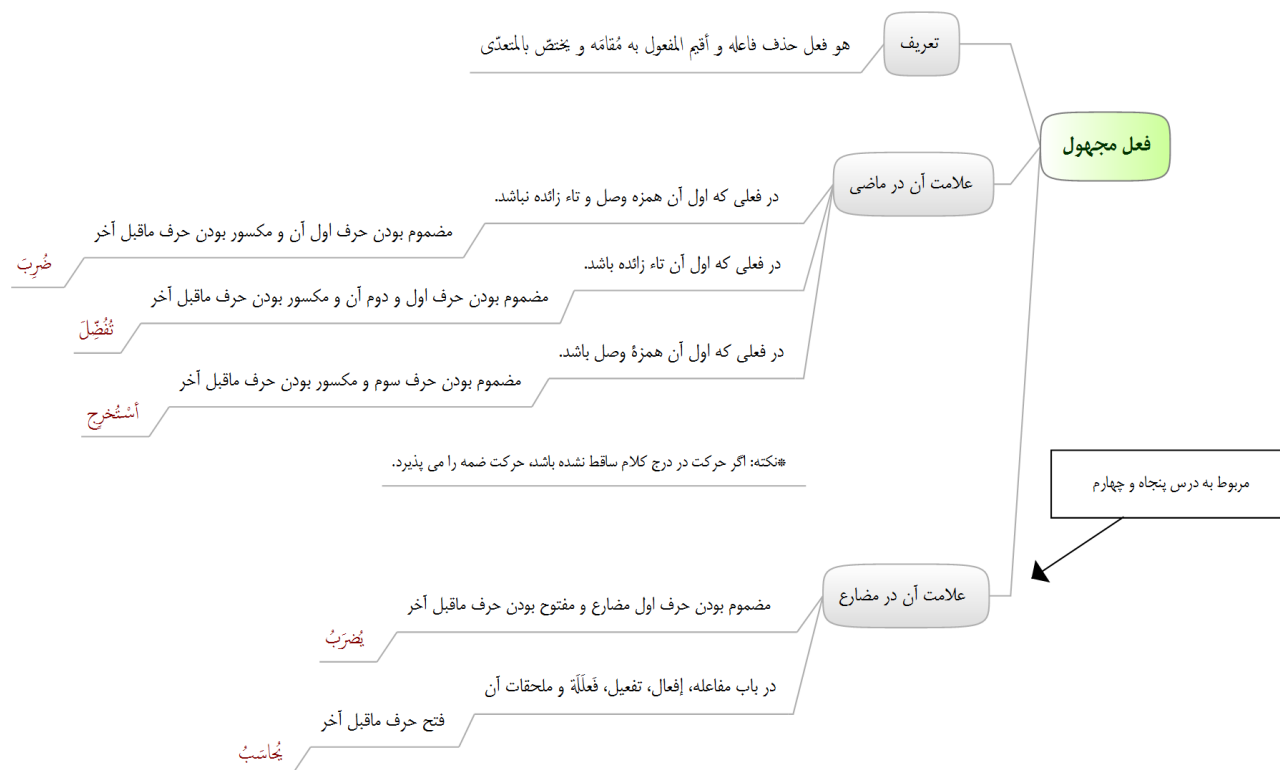 فعل مجهول
تعریف
هو فعل حذف فاعله و أقیم المفعول به مُقامَه و یختصّ بالمتعدّی
علامت آن در ماضی
در فعلی که اول آن همزه وصل و تاء زائده نباشد.
مضموم بودن حرف اول آن و مکسور بودن حرف ماقبل آخر
ضُرِبَ
در فعلی که اول آن تاء زائده باشد.
مضموم بودن حرف اول و دوم آن و مکسور بودن حرف ماقبل آخر
تُفُضِّلَ
در فعلی که اول آن همزهٔ وصل باشد.
مضموم بودن حرف سوم و مکسور بودن حرف ماقبل آخر
أسْتُخرِج
*نکته: اگر حرکت در درج کلام ساقط نشده باشد، حرکت ضمه را می پذیرد.
مربوط به درس پنجاه و چهارم
علامت آن در مضارع
مضموم بودن حرف اول مضارع و مفتوح بودن حرف ماقبل آخر
یُضرَبُ
در باب مفاعله، إفعال، تفعیل، فَعلَلَة و ملحقات آن
فتح حرف ماقبل آخر
یُحاسَبُ